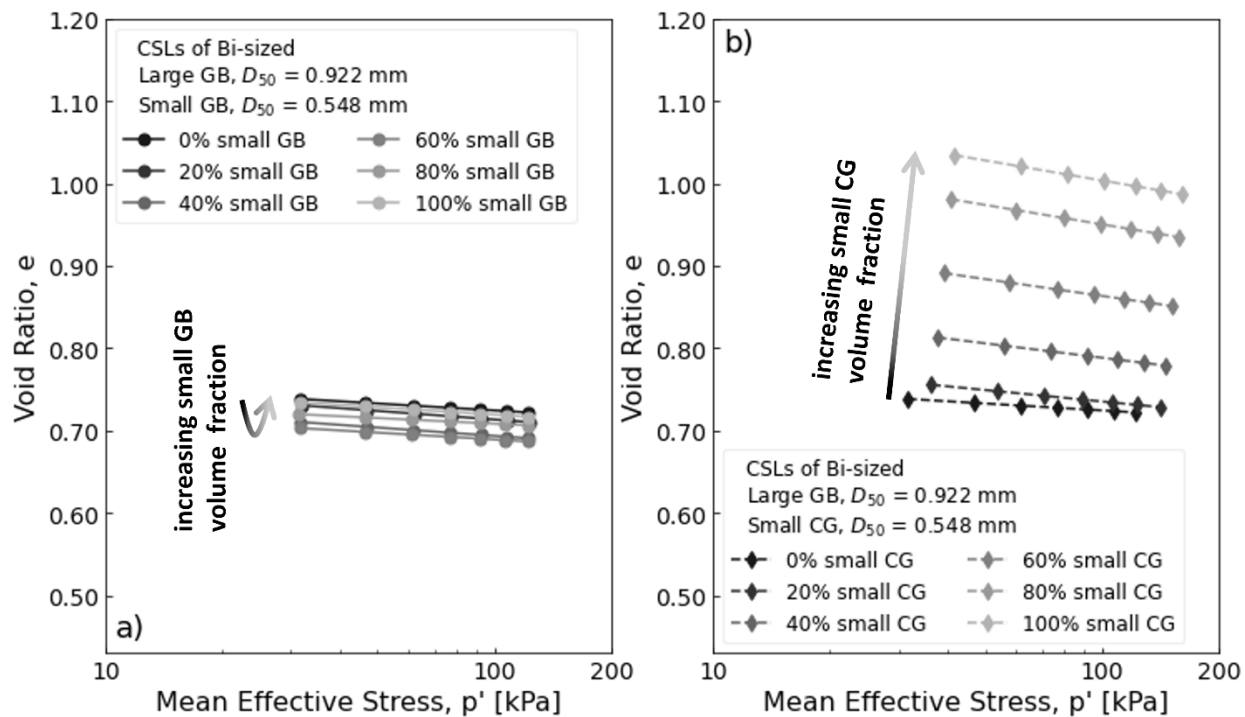 1.20
1.10
1.00
0.90
0.80
0.70
0.60
0.50
Void Ratio, e
CSLs of Bi-sized
Large GB, D50 = 0.922 mm
Small GB, D50 = 0.548 mm
0% small GB
20% small GB
40% small GB
60% small GB
80% small GB
100% small GB
increasing small GB
volume fraction
a)
10
100
200
Mean Effective Stress, p' [kPa]
1.20
1.10
1.00
0.90
0.80
0.70
0.60
0.50
Void Ratio, e
b)
increasing small CG
volume fraction
CSLs of Bi-sized
Large GB, D50 = 0.922 mm
Small CG, D50 = 0.548 mm
0% small CG
20% small CG
40% small CG
60% small CG
80% small CG
100% small CG
10
100
200
Mean Effective Stress, p' [kPa]